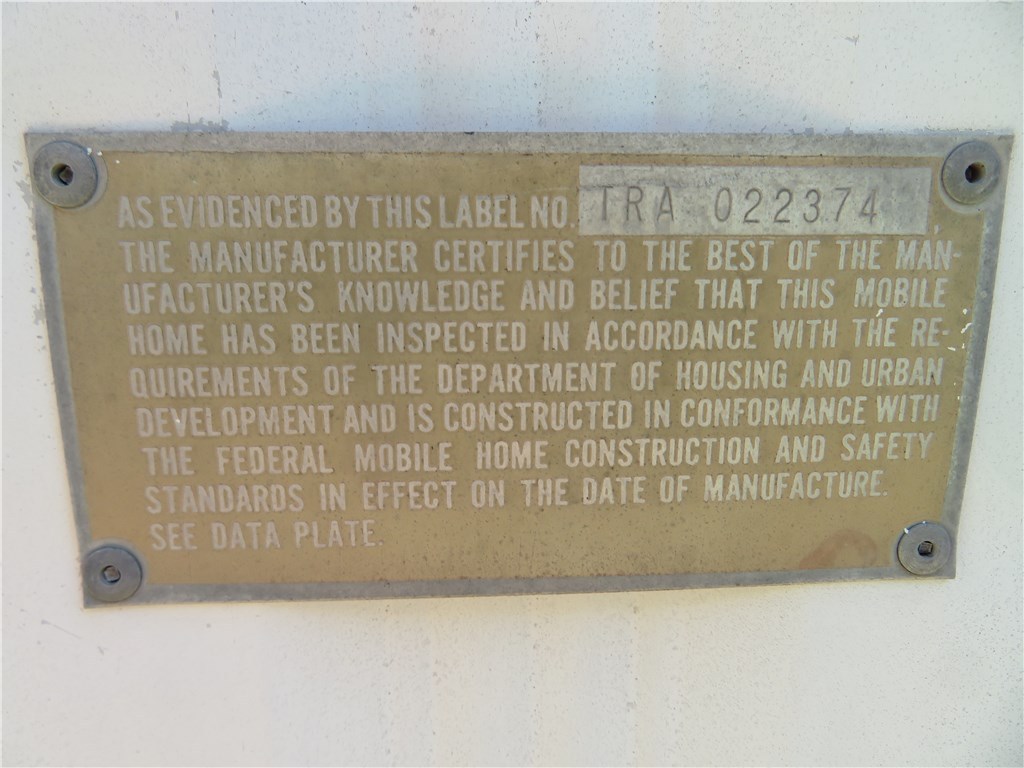 AS EVIDENCED BY THIS LABEL NO. TRA 022374,
THE MANUFACTURER CERTIFIES TO THE BEST OF THE MAN-
UFACTURER'S KNOWLEDGE AND BELIEF THAT THIS MOBILE
HOME HAS BEEN INSPECTED IN ACCORDANCE WITH THE RE-
QUIREMENTS OF THE DEPARTMENT OF HOUSING AND URBAN
DEVELOPMENT AND IS CONSTRUCTED IN CONFORMANCE WITH
THE FEDERAL MOBILE HOME CONSTRUCTION AND SAFETY
STANDARDS IN EFFECT ON THE DATE OF MANUFACTURE.
SEE DATA PLATE.